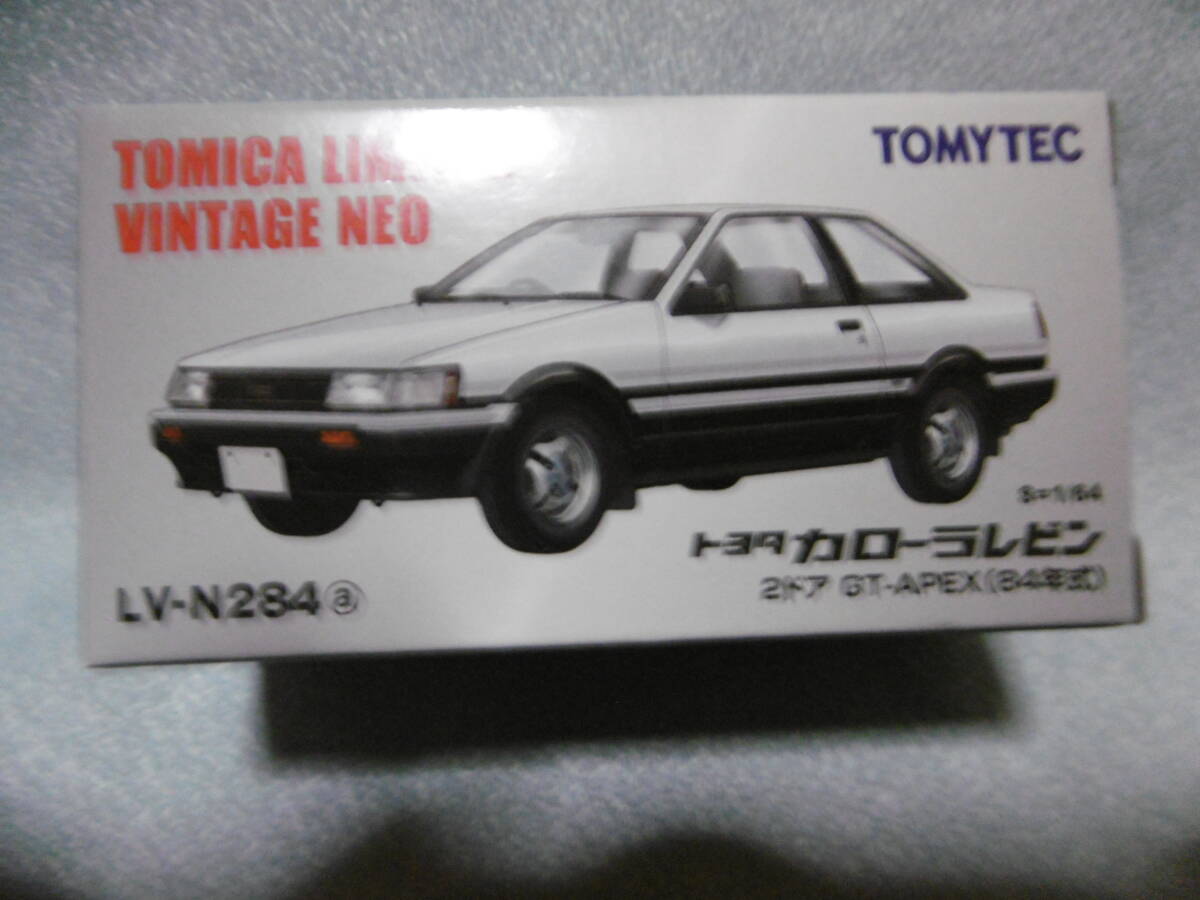 TOMICA
VINTAGE NEO
TOMYTEC
S=1/64
トヨタ カローラレビン
2ドア GT-APEX(84年式)
LV-N284ⓐ